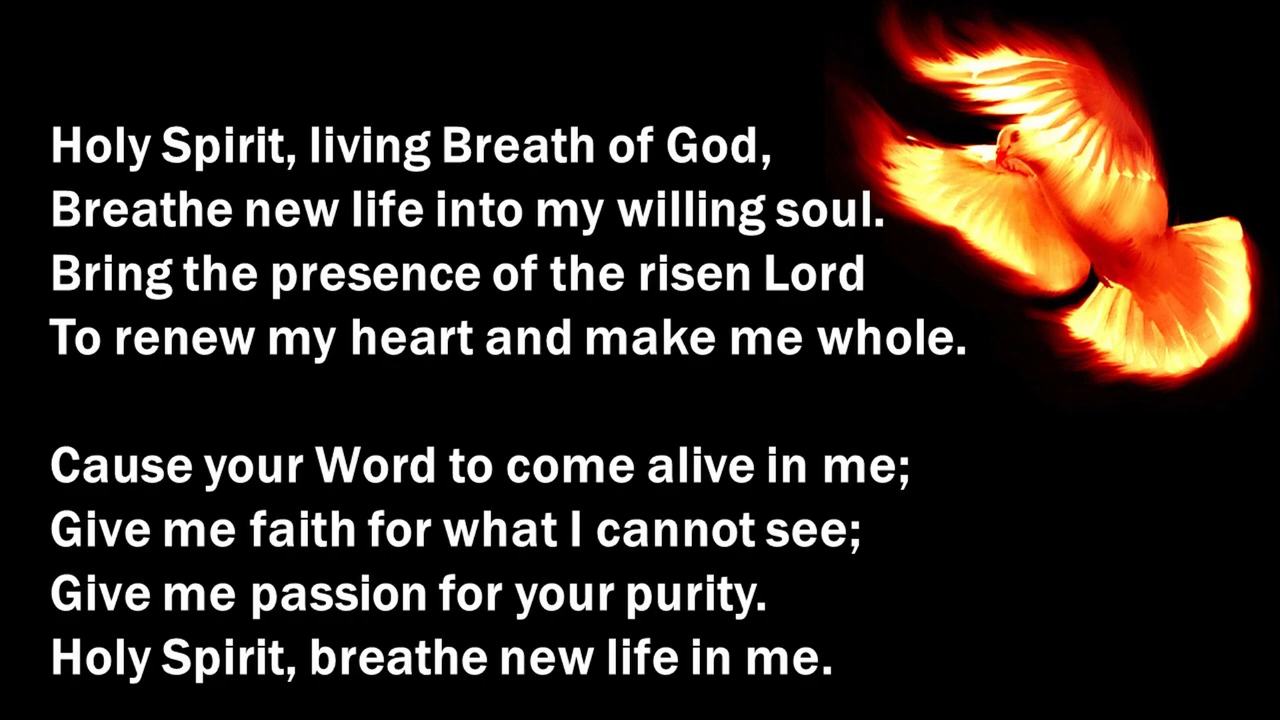 Holy Spirit, living Breath of God,
Breathe new life into my willing soul.
Bring the presence of the risen Lord
To renew my heart and make me whole.
Cause your Word to come alive in me;
Give me faith for what I cannot see;
Give me passion for your purity.
Holy Spirit, breathe new life in me.